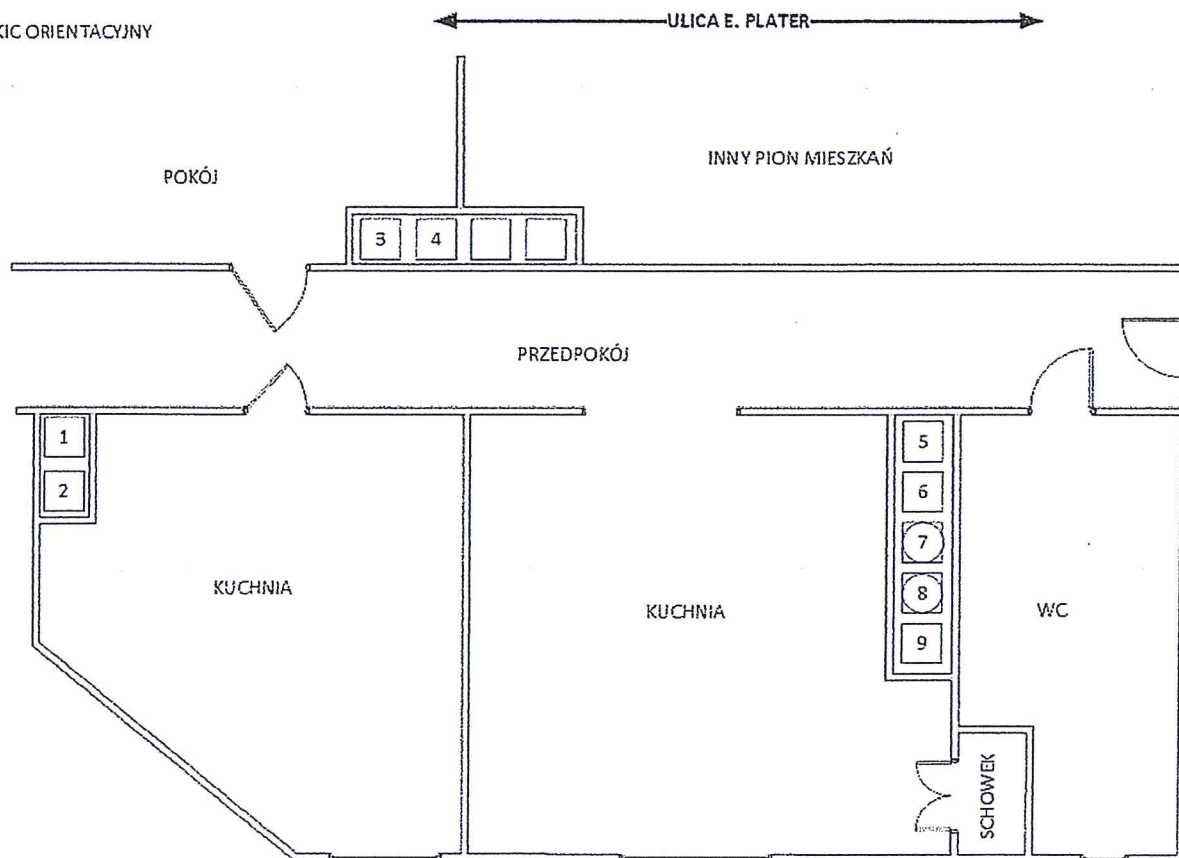 ULICA E. PLATER
KIC ORIENTACYJNY
INNY PION MIESZKAŃ
POKÓJ
3 4
PRZEDPOKÓJ
1
2
5
6
7
8
9
KUCHNIA
KUCHNIA
WC
SCHOWEK